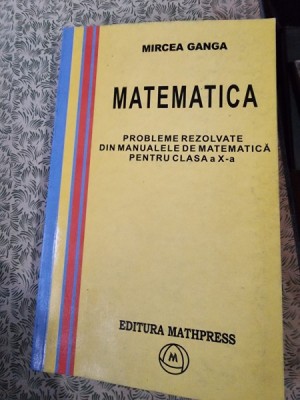 MIRCEA GANGA
MATEMATICA
PROBLEME REZOLVATE
DIN MANUALELE DE MATEMATICĂ
PENTRU CLASA a X-a
EDITURA MATHPRESS
M